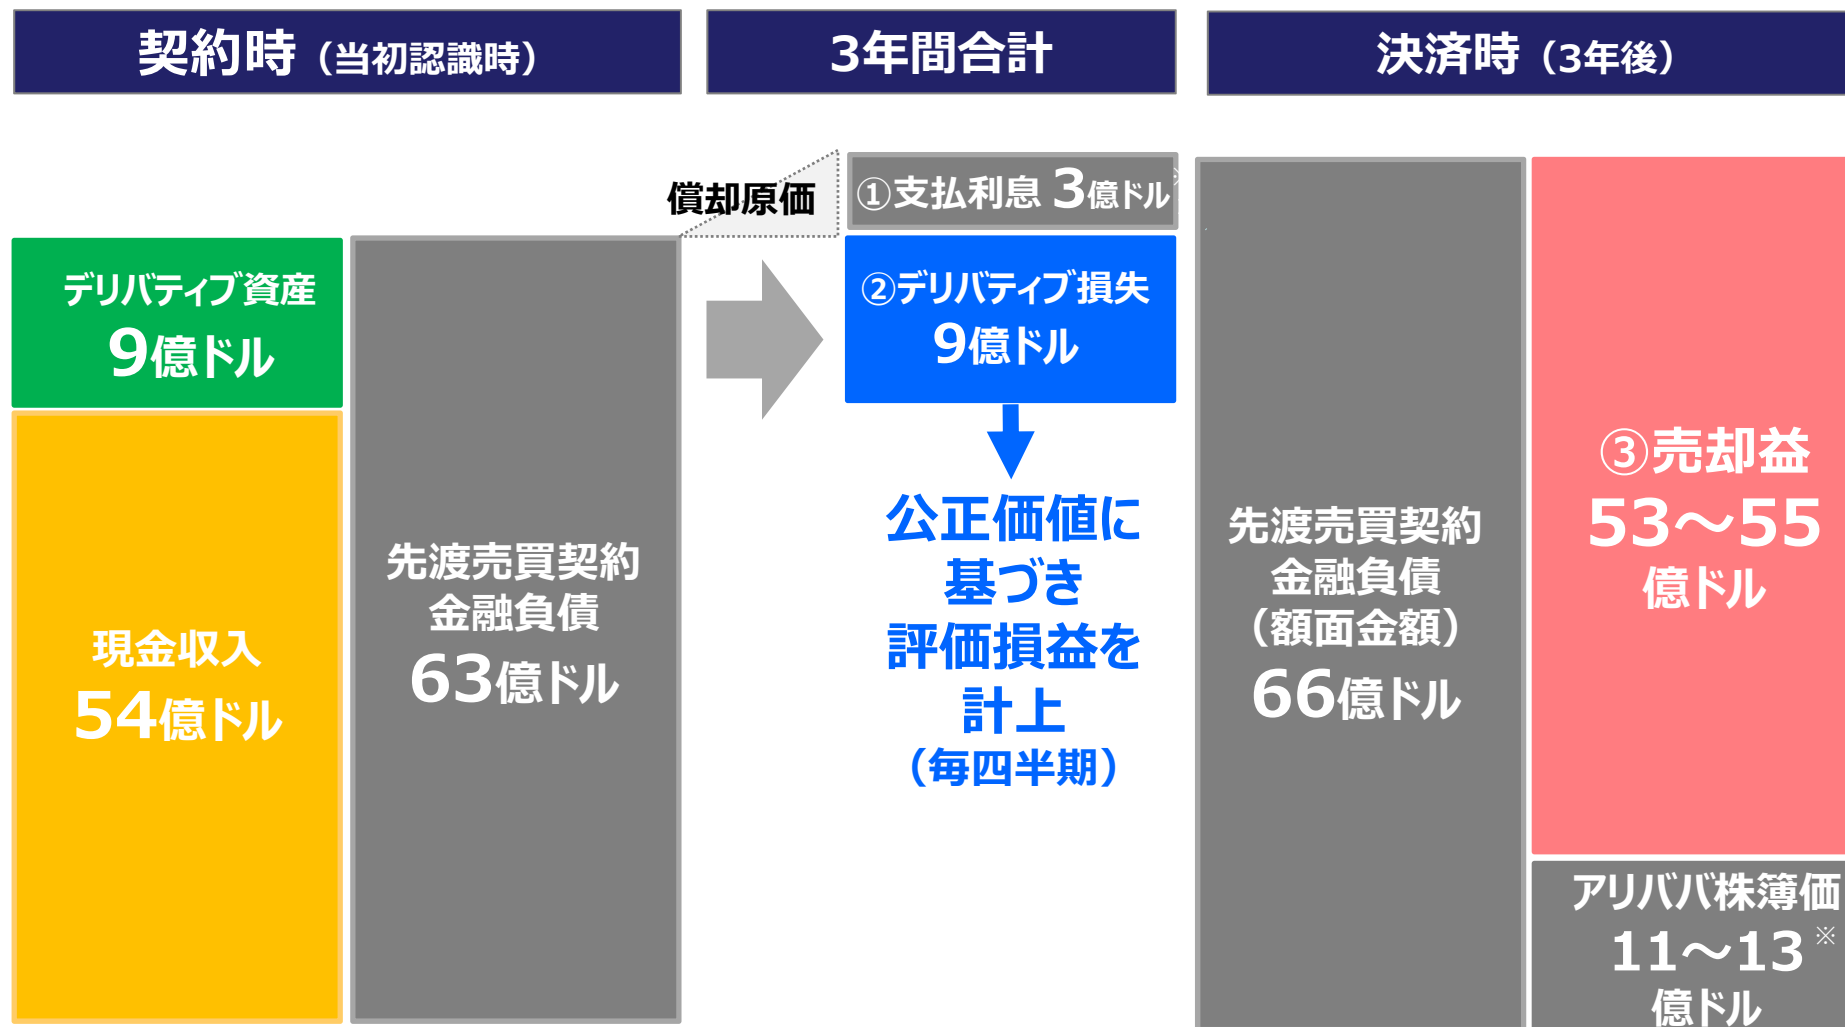 契約時（当初認識時）
3年間合計
決済時（3年後）
償却原価
①支払利息 3億ドル※
デリバティブ資産
9億ドル
現金収入
54億ドル
先渡売買契約
金融負債
63億ドル
②デリバティブ損失
9億ドル
公正価値に
基づき
評価損益を
計上
（毎四半期）
先渡売買契約
金融負債
（額面金額）
66億ドル
③売却益
53～55
億ドル
アリババ株簿価
11～13※
億ドル